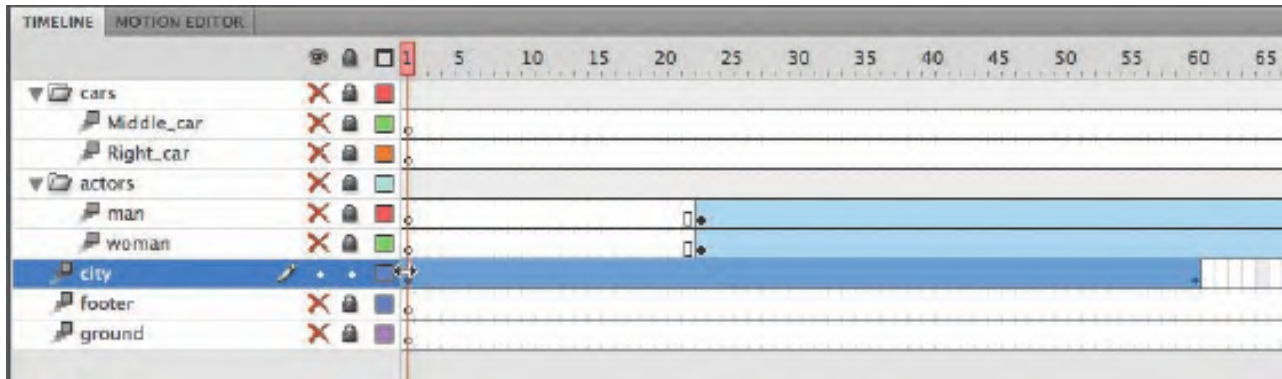 TIMELINE MOTION EDITOR
1 5 10 15 20 25 30 35 40 45 50 55 60 65
cars
Middle_car
Right_car
actors
man
woman
city
footer
ground